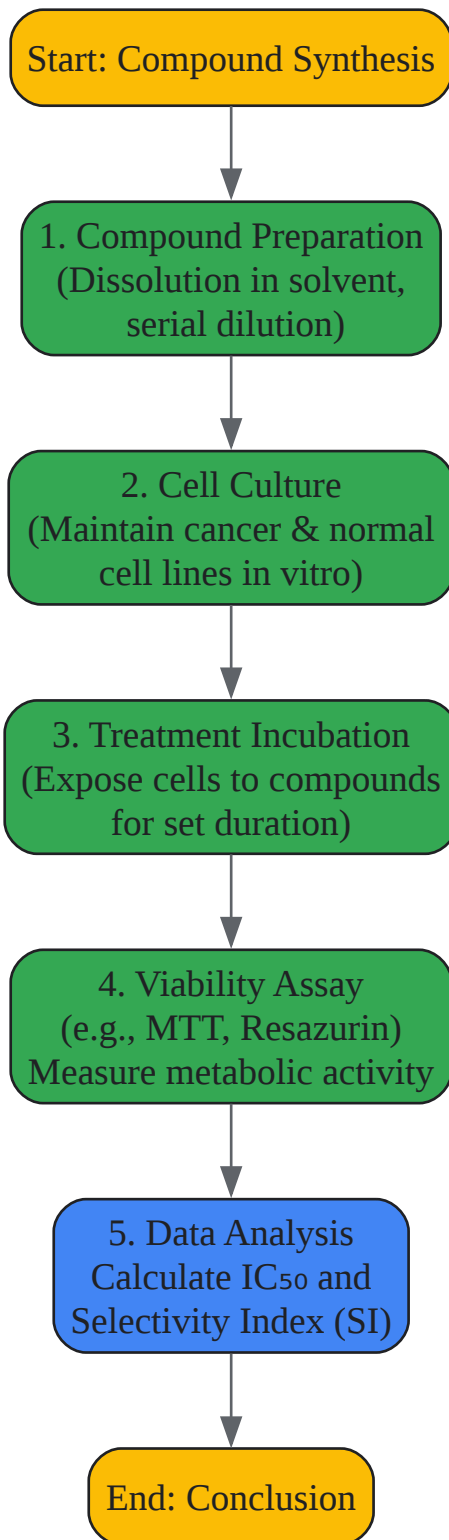 Start: Compound Synthesis
1. Compound Preparation
(Dissolution in solvent,
serial dilution)
2. Cell Culture
(Maintain cancer & normal
cell lines in vitro)
3. Treatment Incubation
(Expose cells to compounds
for set duration)
4. Viability Assay
(e.g., MTT, Resazurin)
Measure metabolic activity
5. Data Analysis
Calculate IC₅₀ and
Selectivity Index (SI)
End: Conclusion